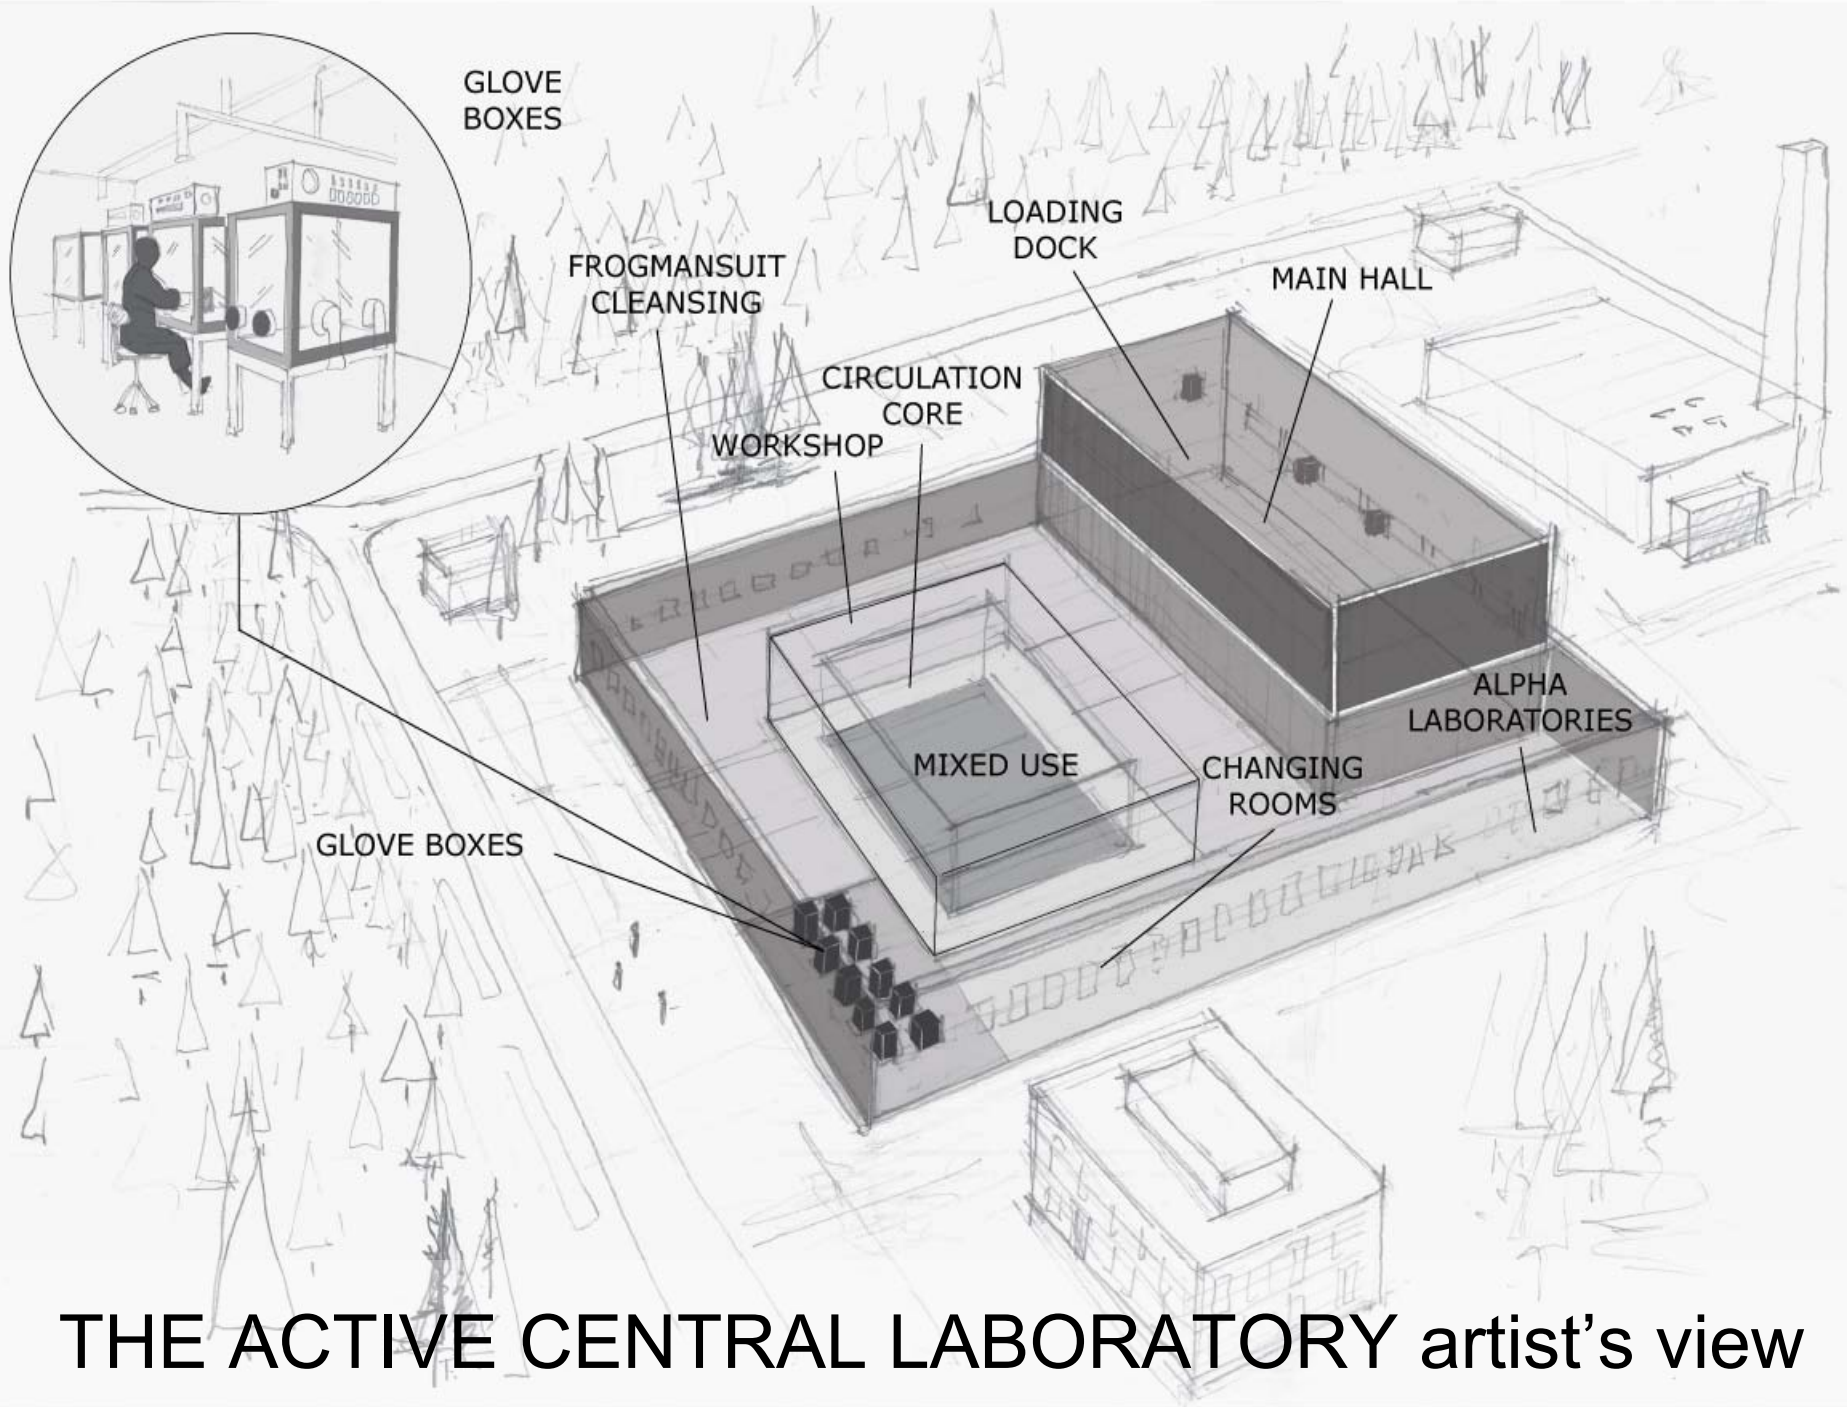 GLOVE
BOXES
LOADING
DOCK
FROGMANSUIT
CLEANSING
MAIN HALL
CIRCULATION
CORE
WORKSHOP
ALPHA
LABORATORIES
MIXED USE
CHANGING
ROOMS
GLOVE BOXES
THE ACTIVE CENTRAL LABORATORY artist's view